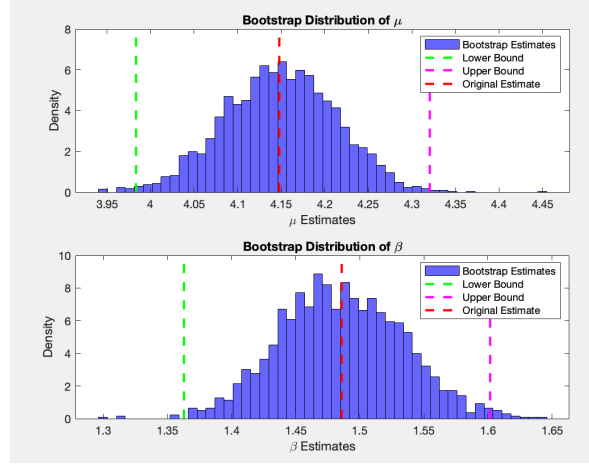 Bootstrap Distribution of μ
8
6
4
2
0
Density
Bootstrap Estimates
Lower Bound
Upper Bound
Original Estimate
3.95 4 4.05 4.1 4.15 4.2 4.25 4.3 4.35 4.4 4.45
μ Estimates
Bootstrap Distribution of β
10
8
6
4
2
0
Density
Bootstrap Estimates
Lower Bound
Upper Bound
Original Estimate
1.3 1.35 1.4 1.45 1.5 1.55 1.6 1.65
β Estimates